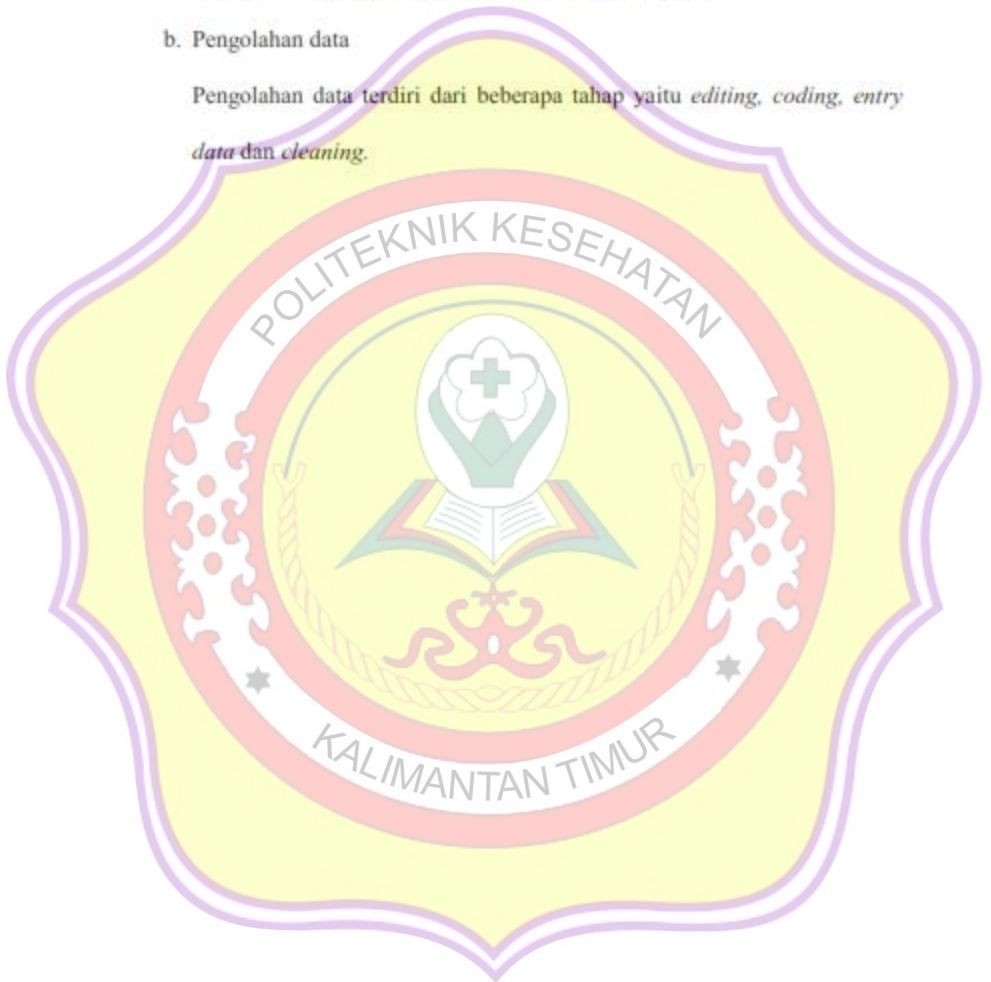 b. Pengolahan data
Pengolahan data terdiri dari beberapa tahap yaitu editing, coding, entry
data dan cleaning.
POLITEKNIK KESEHATAN
KALIMANTAN TIMUR